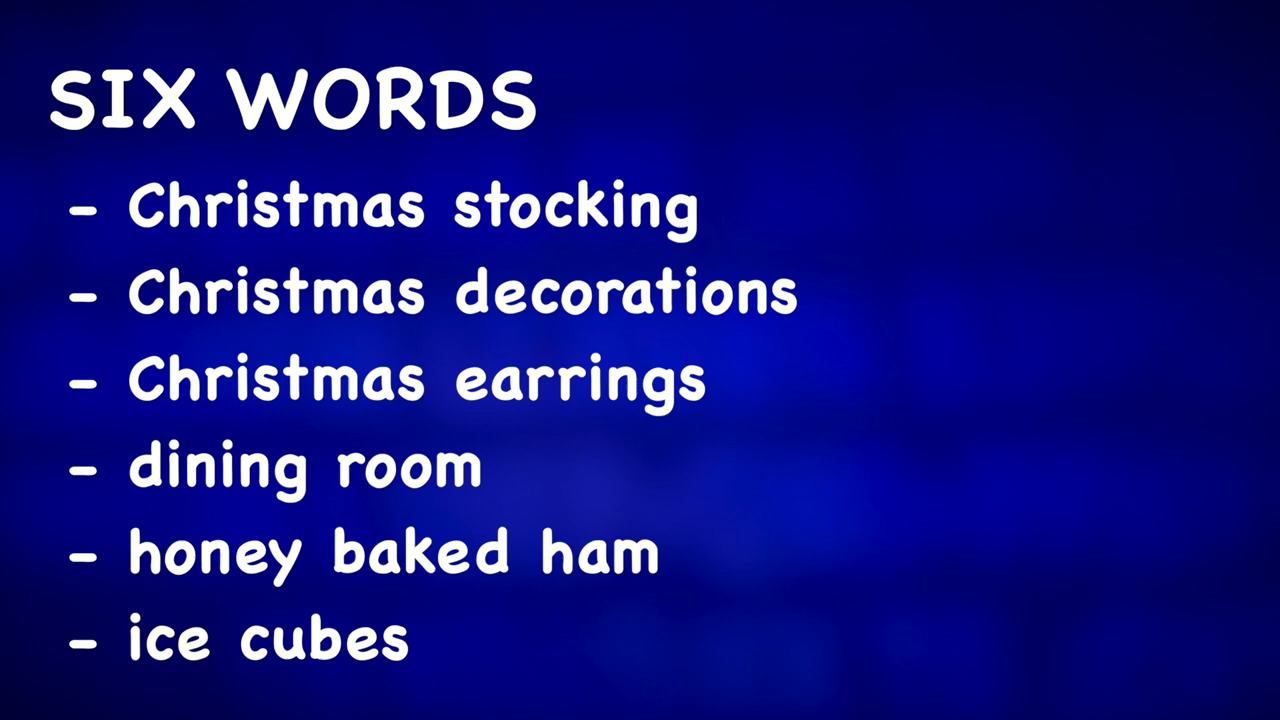 SIX WORDS
- Christmas stocking
- Christmas decorations
- Christmas earrings
- dining room
- honey baked ham
- ice cubes